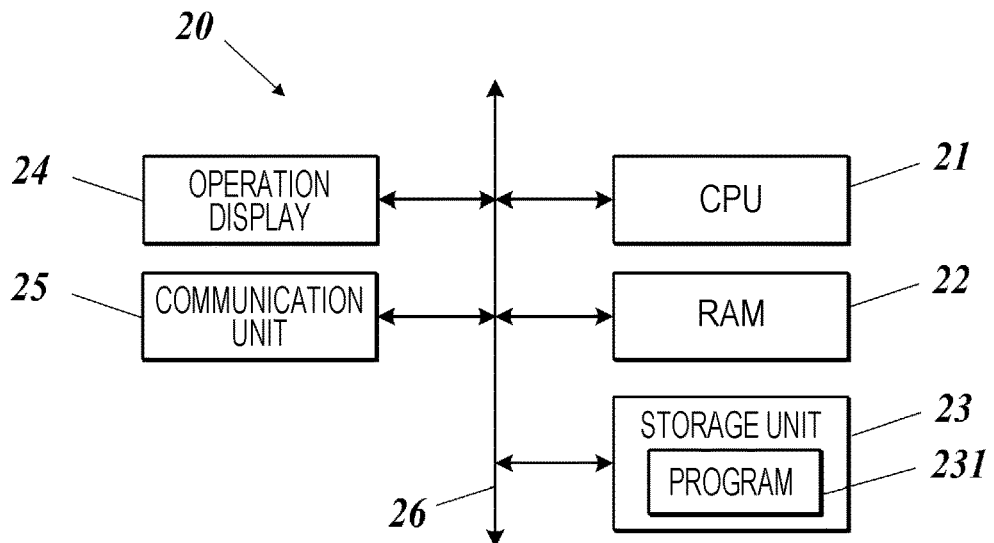 20
24
OPERATION
DISPLAY
CPU
21
25
COMMUNICATION
UNIT
RAM
22
STORAGE UNIT
23
PROGRAM
231
26